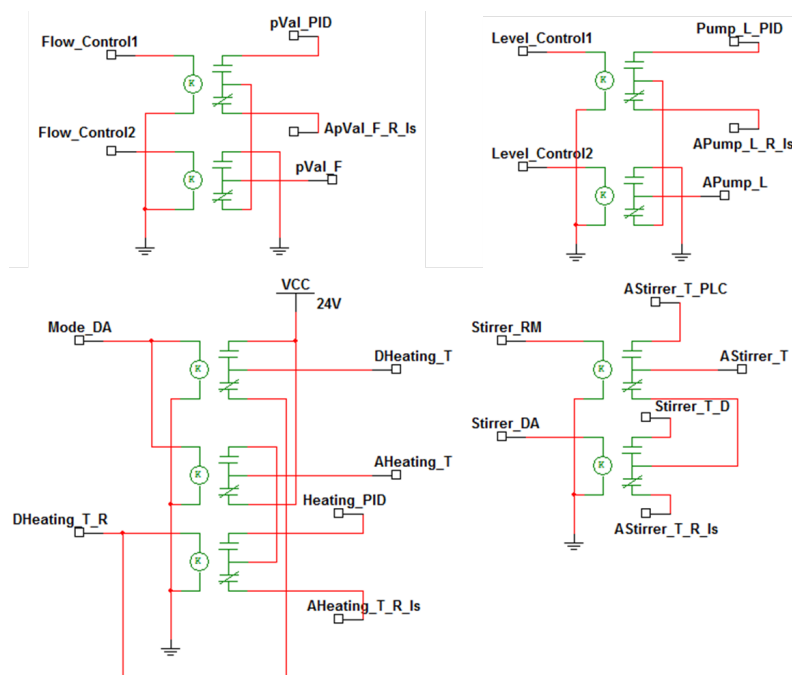 pVal_PID
Flow_Control1
K
ApVal_F_R_Is
Flow_Control2
K
pVal_F
Pump_L_PID
Level_Control1
K
APump_L_R_Is
Level_Control2
K
APump_L
VCC
24V
Mode_DA
K
DHeating_T
K
AHeating_T
Heating_PID
DHeating_T_R
K
AHeating_T_R_Is
AStirrer_T_PLC
Stirrer_RM
K
AStirrer_T
Stirrer_T_D
Stirrer_DA
K
AStirrer_T_R_Is